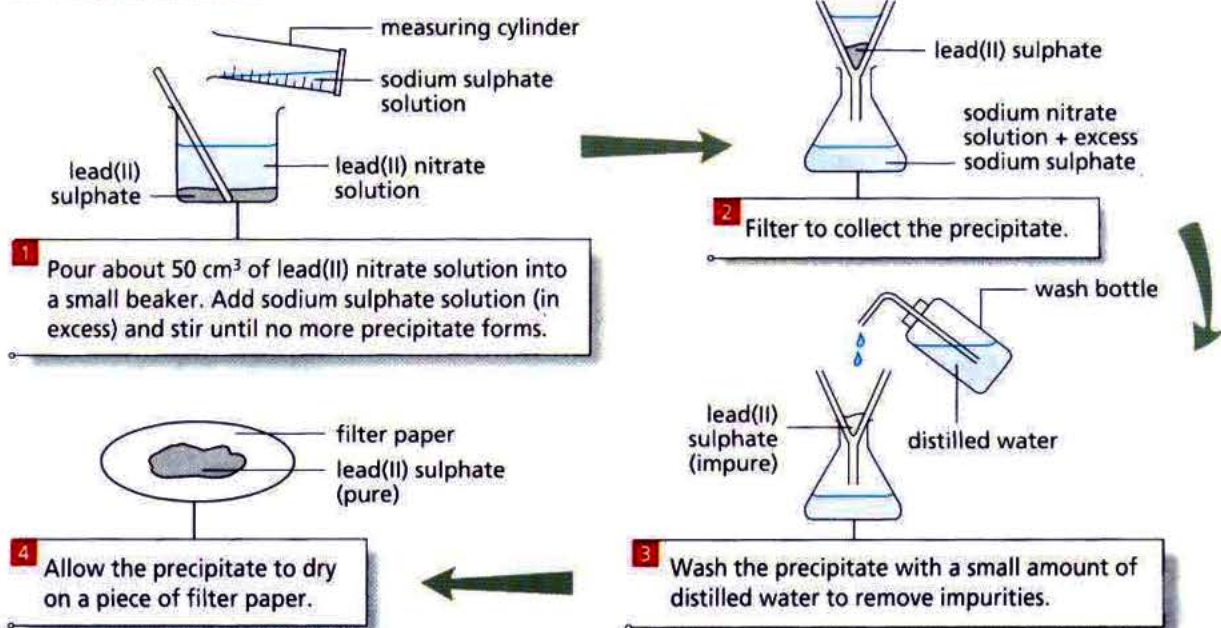 measuring cylinder
sodium sulphate
solution
lead(II)
sulphate
lead(II) nitrate
solution
1
Pour about 50 cm³ of lead(II) nitrate solution into
a small beaker. Add sodium sulphate solution (in
excess) and stir until no more precipitate forms.
lead(II) sulphate
sodium nitrate
solution + excess
sodium sulphate
2
Filter to collect the precipitate.
wash bottle
lead(II)
sulphate
(impure)
distilled water
3
Wash the precipitate with a small amount of
distilled water to remove impurities.
filter paper
lead(II) sulphate
(pure)
4
Allow the precipitate to dry
on a piece of filter paper.